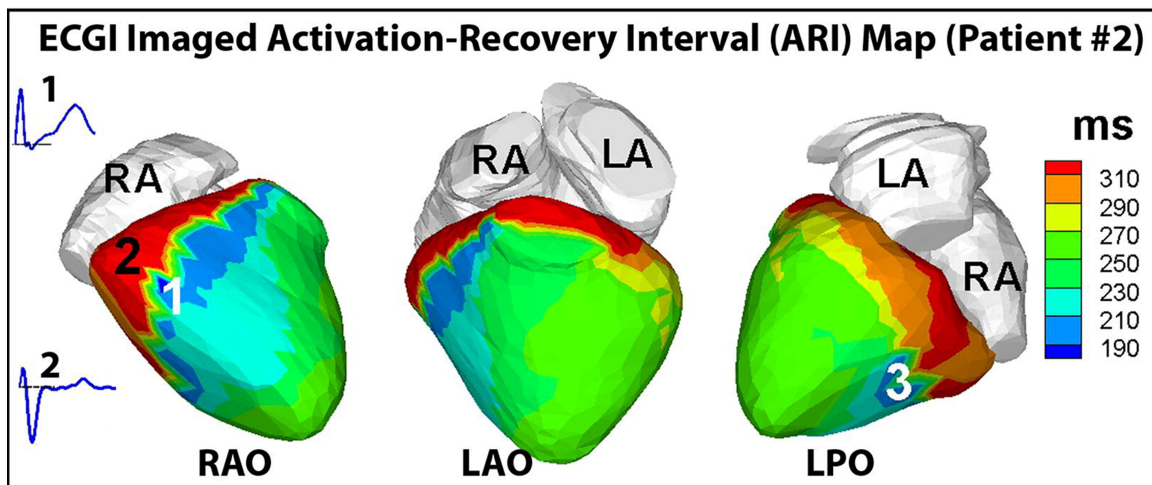 ECGI Imaged Activation-Recovery Interval (ARI) Map (Patient #2)
1
RA
RA
LA
LA
RA
ms
310
290
270
250
230
210
190
2
1
2
3
RAO
LAO
LPO